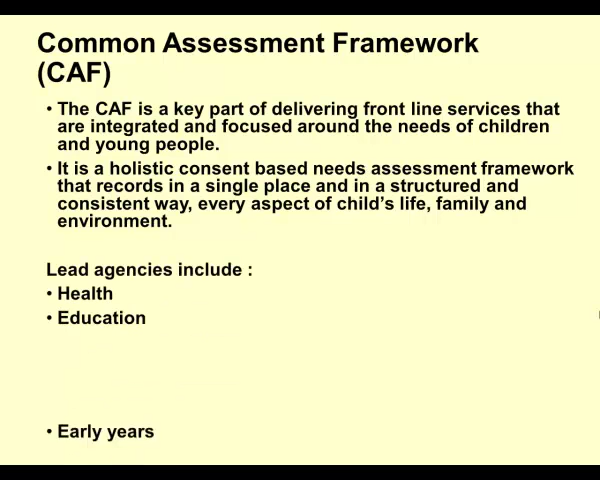 Common Assessment Framework
(CAF)
• The CAF is a key part of delivering front line services that
are integrated and focused around the needs of children
and young people.
• It is a holistic consent based needs assessment framework
that records in a single place and in a structured and
consistent way, every aspect of child’s life, family and
environment.
Lead agencies include :
• Health
• Education
• Early years